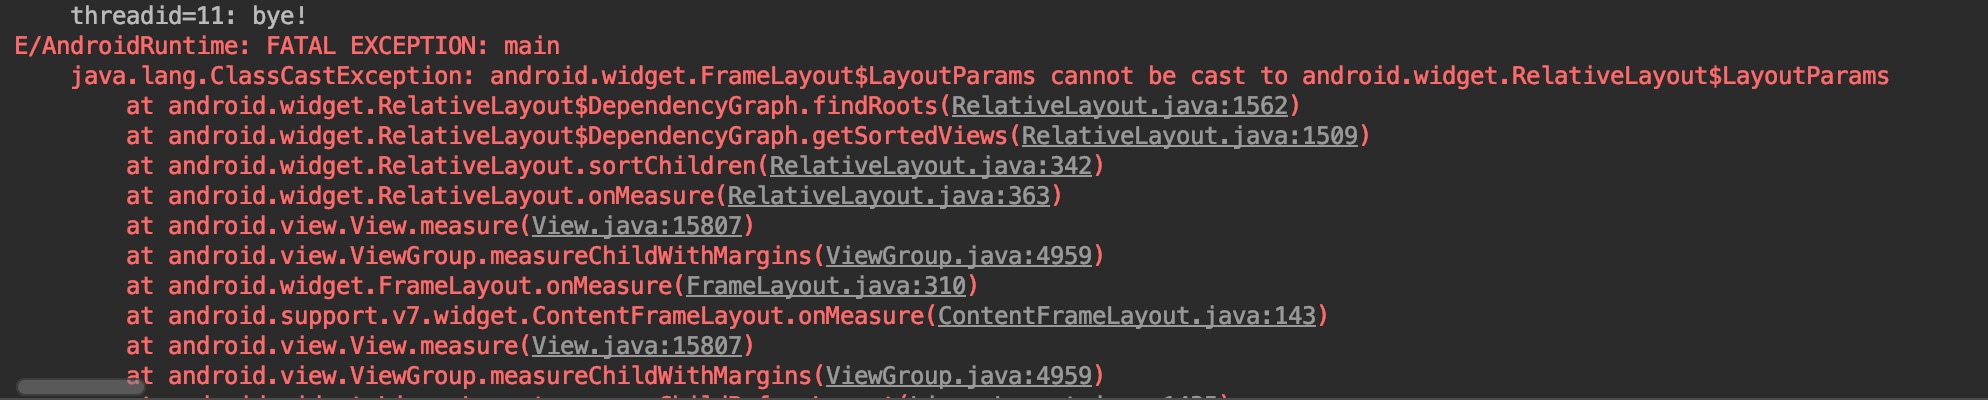 threadid=11: bye!
E/AndroidRuntime: FATAL EXCEPTION: main
java.lang.ClassCastException: android.widget.FrameLayout$LayoutParams cannot be cast to android.widget.RelativeLayout$LayoutParams
at android.widget.RelativeLayout$DependencyGraph.findRoots(RelativeLayout.java:1562)
at android.widget.RelativeLayout$DependencyGraph.getSortedViews(RelativeLayout.java:1509)
at android.widget.RelativeLayout.sortChildren(RelativeLayout.java:342)
at android.widget.RelativeLayout.onMeasure(RelativeLayout.java:363)
at android.view.View.measure(View.java:15807)
at android.view.ViewGroup.measureChildWithMargins(ViewGroup.java:4959)
at android.widget.FrameLayout.onMeasure(FrameLayout.java:310)
at android.support.v7.widget.ContentFrameLayout.onMeasure(ContentFrameLayout.java:143)
at android.view.View.measure(View.java:15807)
at android.view.ViewGroup.measureChildWithMargins(ViewGroup.java:4959)